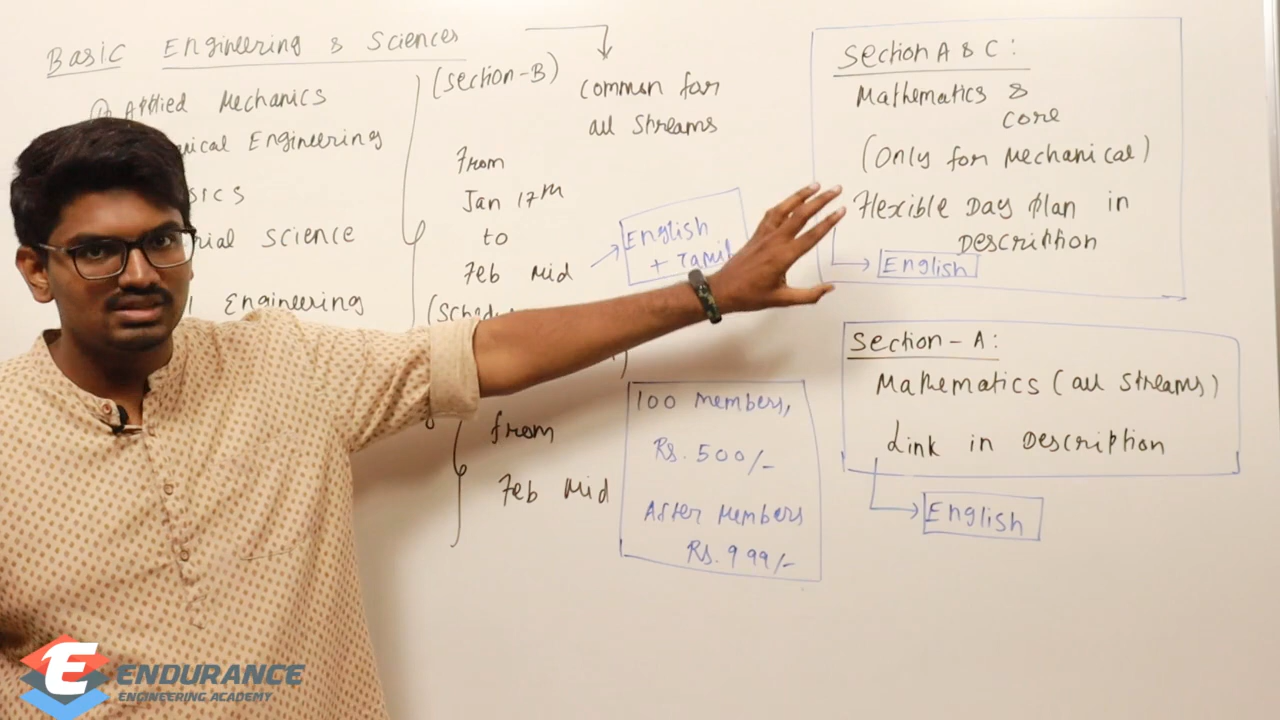 Basic Engineering & Sciences
(Section-B)
① Applied Mechanics
Engineering
Science
Engineering
common for
all streams
From
Jan 17th
to
Feb Mid
English
+ Tamil
from
Feb Mid
100 members,
Rs. 500/-
After members
Rs. 999/-
Section A & C:
Mathematics &
core
(Only for Mechanical)
Flexible Day Plan in
Description
English
Section - A:
Mathematics (all streams)
Link in Description
English
ENDURANCE
ENGINEERING ACADEMY